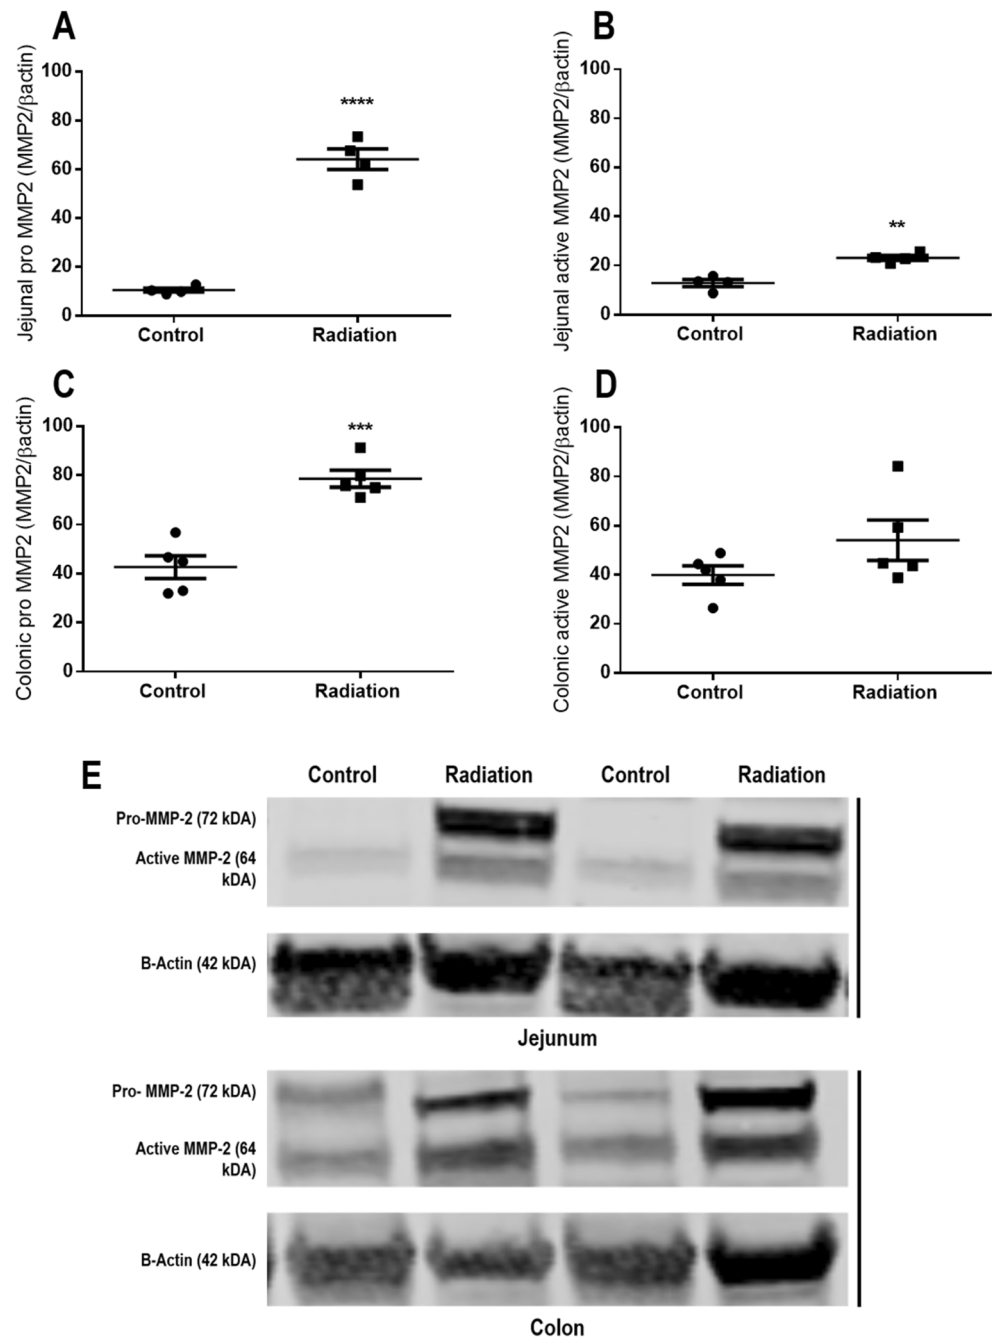 A
Jejunal pro MMP2 (MMP2/βactin)
100
80
60
40
20
0
****
Control
Radiation
B
Jejunal active MMP2 (MMP2/βactin)
100
80
60
40
20
0
**
Control
Radiation
C
Colonic pro MMP2 (MMP2/βactin)
100
80
60
40
20
0
***
Control
Radiation
D
Colonic active MMP2 (MMP2/βactin)
100
80
60
40
20
0
Control
Radiation
E
Control Radiation Control Radiation
Pro-MMP-2 (72 kDA)
Active MMP-2 (64
kDA)
B-Actin (42 kDA)
Jejunum
Pro- MMP-2 (72 kDA)
Active MMP-2 (64
kDA)
B-Actin (42 kDA)
Colon